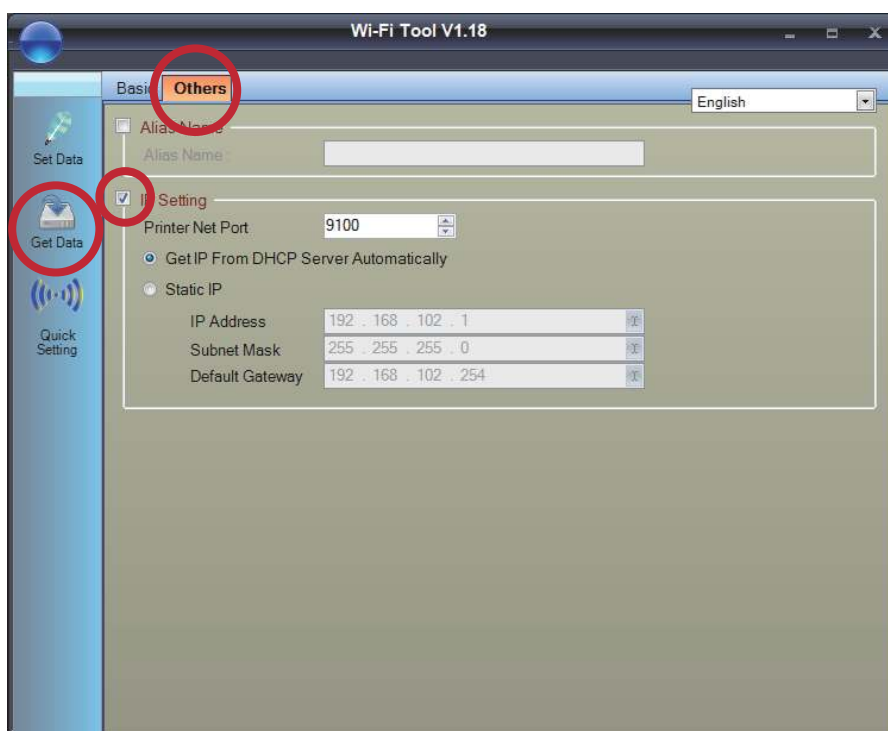 Wi-Fi Tool V1.18
Basic Others
English
Alias Name
Set Data
Alias Name :
IP Setting
Get Data
Printer Net Port 9100
Get IP From DHCP Server Automatically
Static IP
Quick
Setting
IP Address 192 . 168 . 102 . 1
Subnet Mask 255 . 255 . 255 . 0
Default Gateway 192 . 168 . 102 . 254